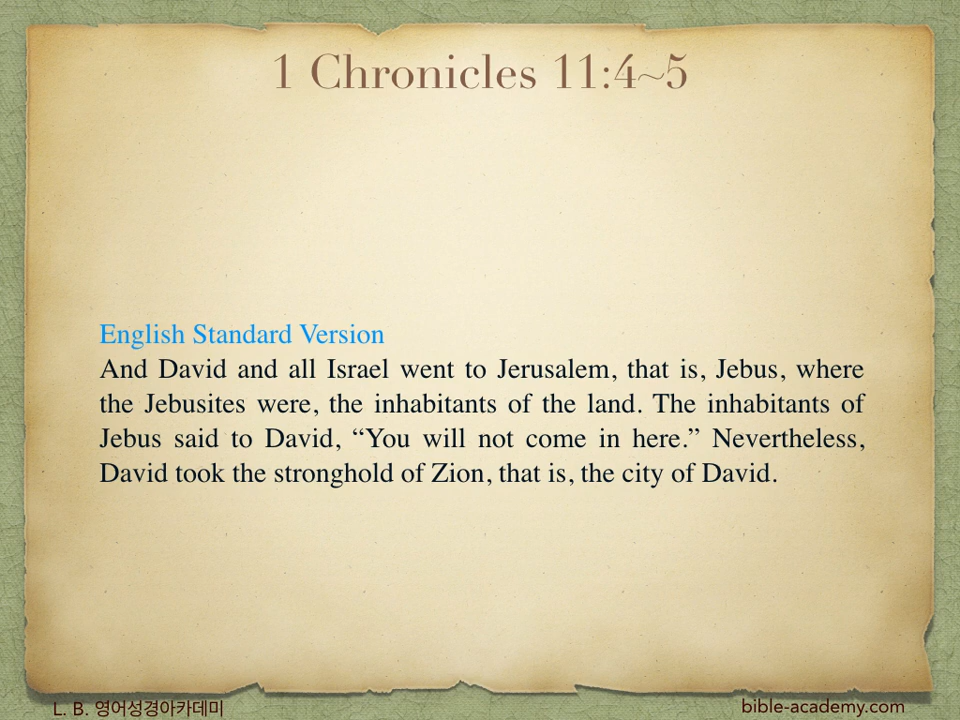 1 Chronicles 11:4~5
English Standard Version
And David and all Israel went to Jerusalem, that is, Jebus, where
the Jebusites were, the inhabitants of the land. The inhabitants of
Jebus said to David, “You will not come in here.” Nevertheless,
David took the stronghold of Zion, that is, the city of David.
L. B. 영어성경아카데미
bible-academy.com